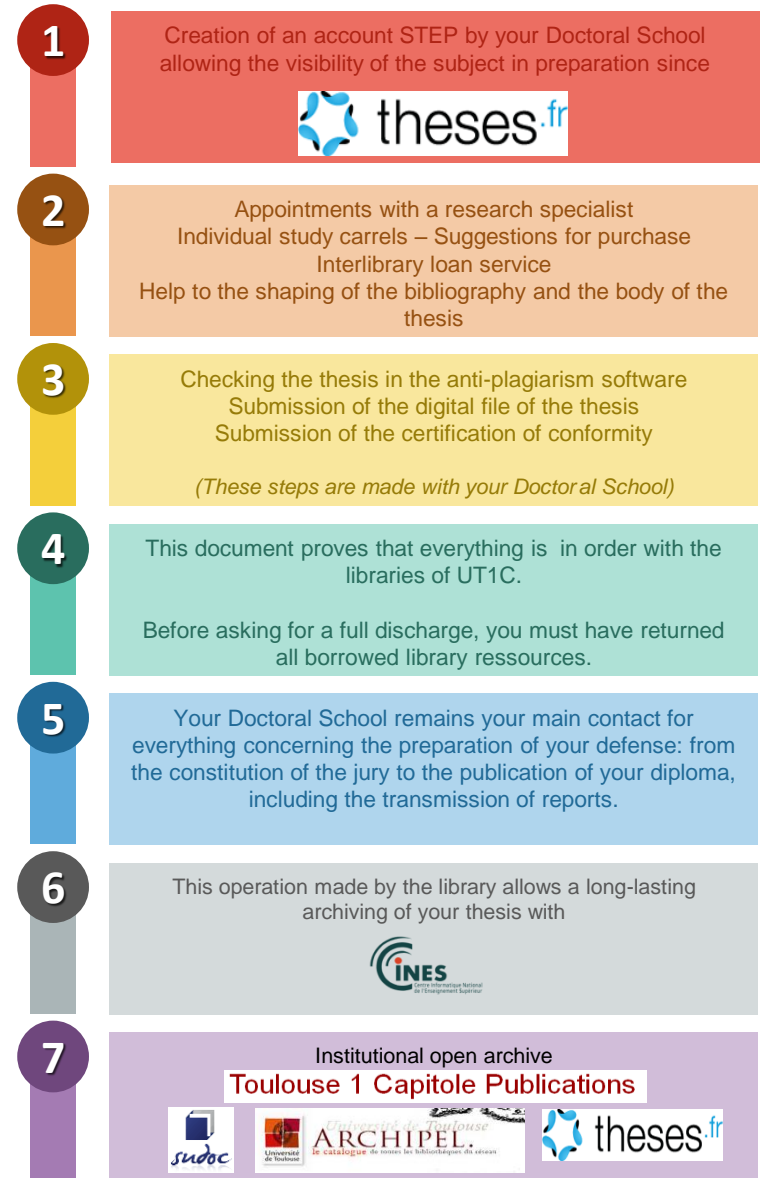 1
Creation of an account STEP by your Doctoral School
allowing the visibility of the subject in preparation since
theses.fr
2
Appointments with a research specialist
Individual study carrels – Suggestions for purchase
Interlibrary loan service
Help to the shaping of the bibliography and the body of the
thesis
3
Checking the thesis in the anti-plagiarism software
Submission of the digital file of the thesis
Submission of the certification of conformity
(These steps are made with your Doctoral School)
4
This document proves that everything is in order with the
libraries of UT1C.
Before asking for a full discharge, you must have returned
all borrowed library ressources.
5
Your Doctoral School remains your main contact for
everything concerning the preparation of your defense: from
the constitution of the jury to the publication of your diploma,
including the transmission of reports.
6
This operation made by the library allows a long-lasting
archiving of your thesis with
CINES
Centre Informatique National
de l'Enseignement Supérieur
7
Institutional open archive
Toulouse 1 Capitole Publications
sudoc
Université
de Toulouse
Université de Toulouse
ARCHIPEL.
le catalogue de toutes les bibliothèques du réseau
theses.fr